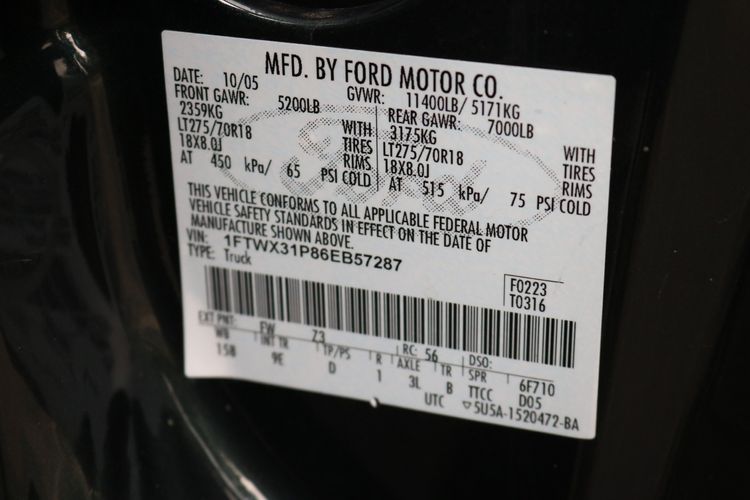 MFD. BY FORD MOTOR CO.
DATE: 10/05 GVWR: 11400LB/ 5171KG
FRONT GAWR: 5200LB REAR GAWR: 7000LB
2359KG WITH 3175KG WITH
LT275/70R18 TIRES LT275/70R18 TIRES
18X8.0J RIMS 18X8.0J RIMS
AT 450 kPa/ 65 PSI COLD AT 515 kPa/ 75 PSI COLD
Ford
THIS VEHICLE CONFORMS TO ALL APPLICABLE FEDERAL MOTOR
VEHICLE SAFETY STANDARDS IN EFFECT ON THE DATE OF
MANUFACTURE SHOWN ABOVE.
VIN: 1FTWX31P86EB57287
TYPE: Truck
F0223
T0316
EXT PNT: FW Z3 RC: 56 DSO:
WB INT TR TP/PS R AXLE TR SPR 6F710
158 9E D 1 3L B TTCC D05
UTC ▽5U5A-1520472-BA